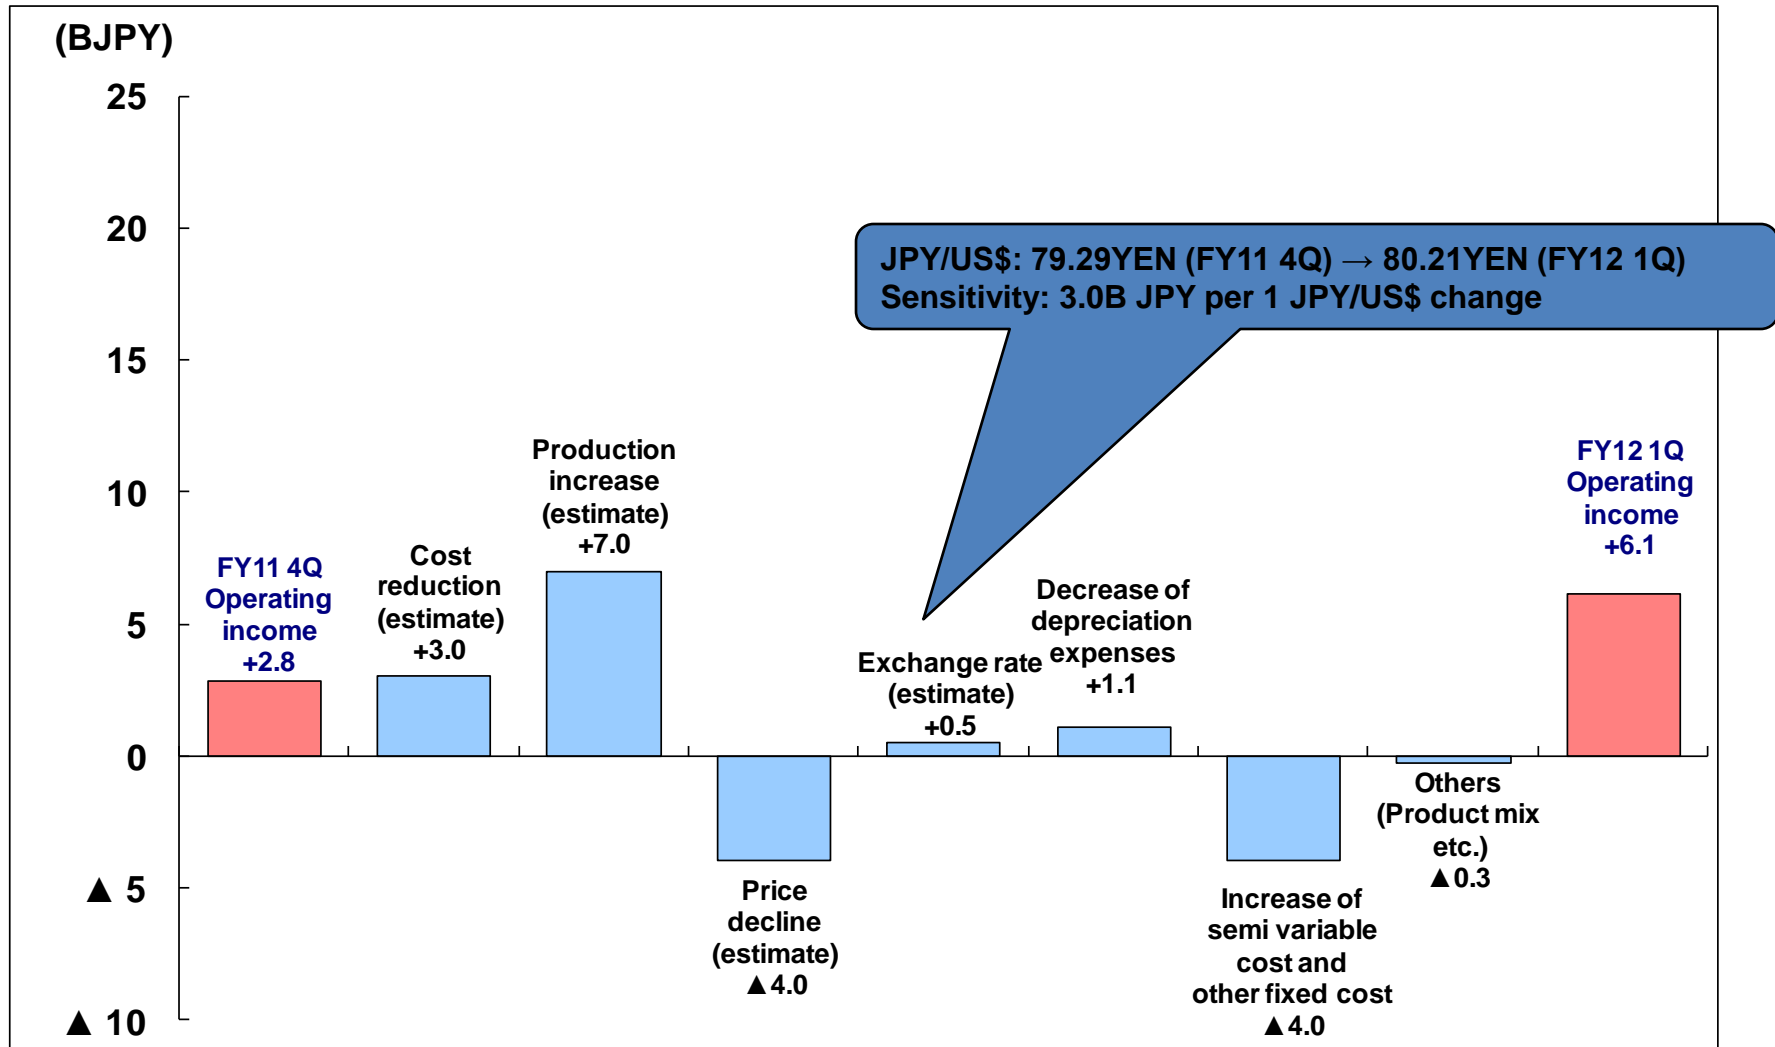 (BJPY)
25
20
15
10
5
0
▲ 5
▲ 10
JPY/US$: 79.29YEN (FY11 4Q) → 80.21YEN (FY12 1Q)
Sensitivity: 3.0B JPY per 1 JPY/US$ change
FY11 4Q
Operating
income
+2.8
Cost
reduction
(estimate)
+3.0
Production
increase
(estimate)
+7.0
Price
decline
(estimate)
▲4.0
Exchange rate
(estimate)
+0.5
Decrease of
depreciation
expenses
+1.1
Increase of
semi variable
cost and
other fixed cost
▲4.0
Others
(Product mix
etc.)
▲0.3
FY12 1Q
Operating
income
+6.1